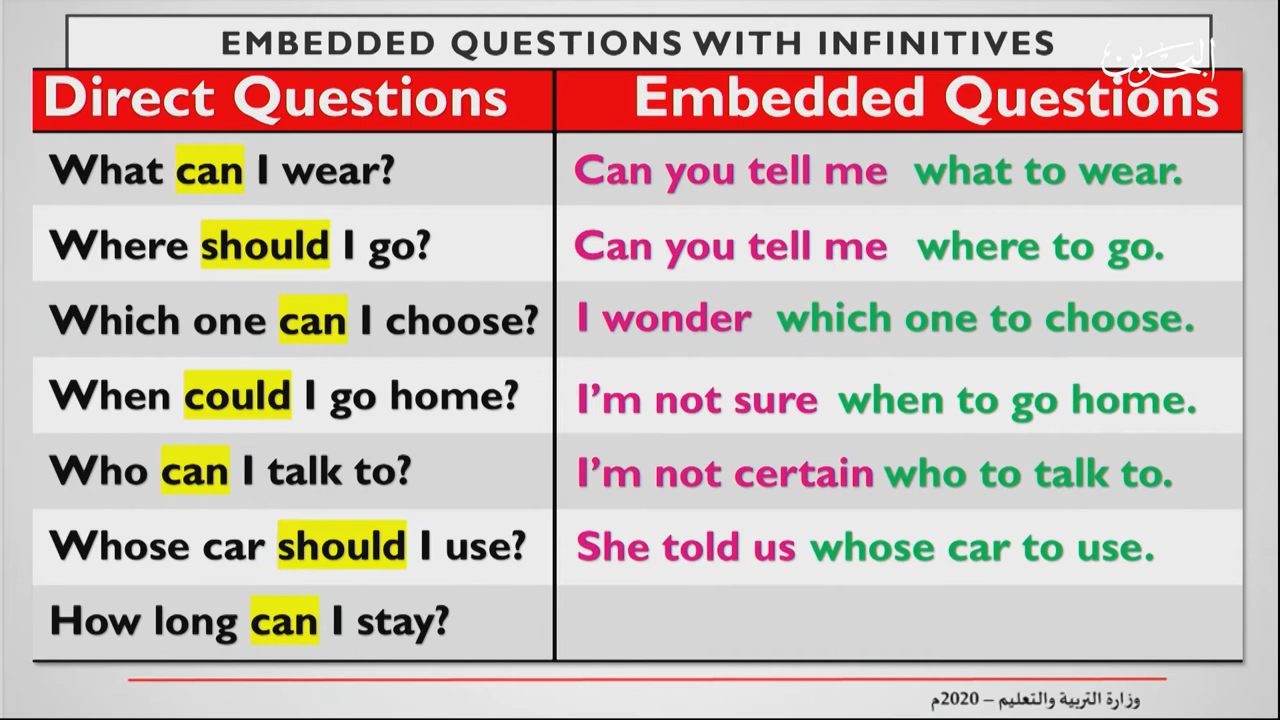 EMBEDDED QUESTIONS WITH INFINITIVES
البحرين
Direct Questions Embedded Questions
What can I wear? Can you tell me what to wear.
Where should I go? Can you tell me where to go.
Which one can I choose? I wonder which one to choose.
When could I go home? I'm not sure when to go home.
Who can I talk to? I'm not certain who to talk to.
Whose car should I use? She told us whose car to use.
How long can I stay?
وزارة التربية والتعليم – 2020م